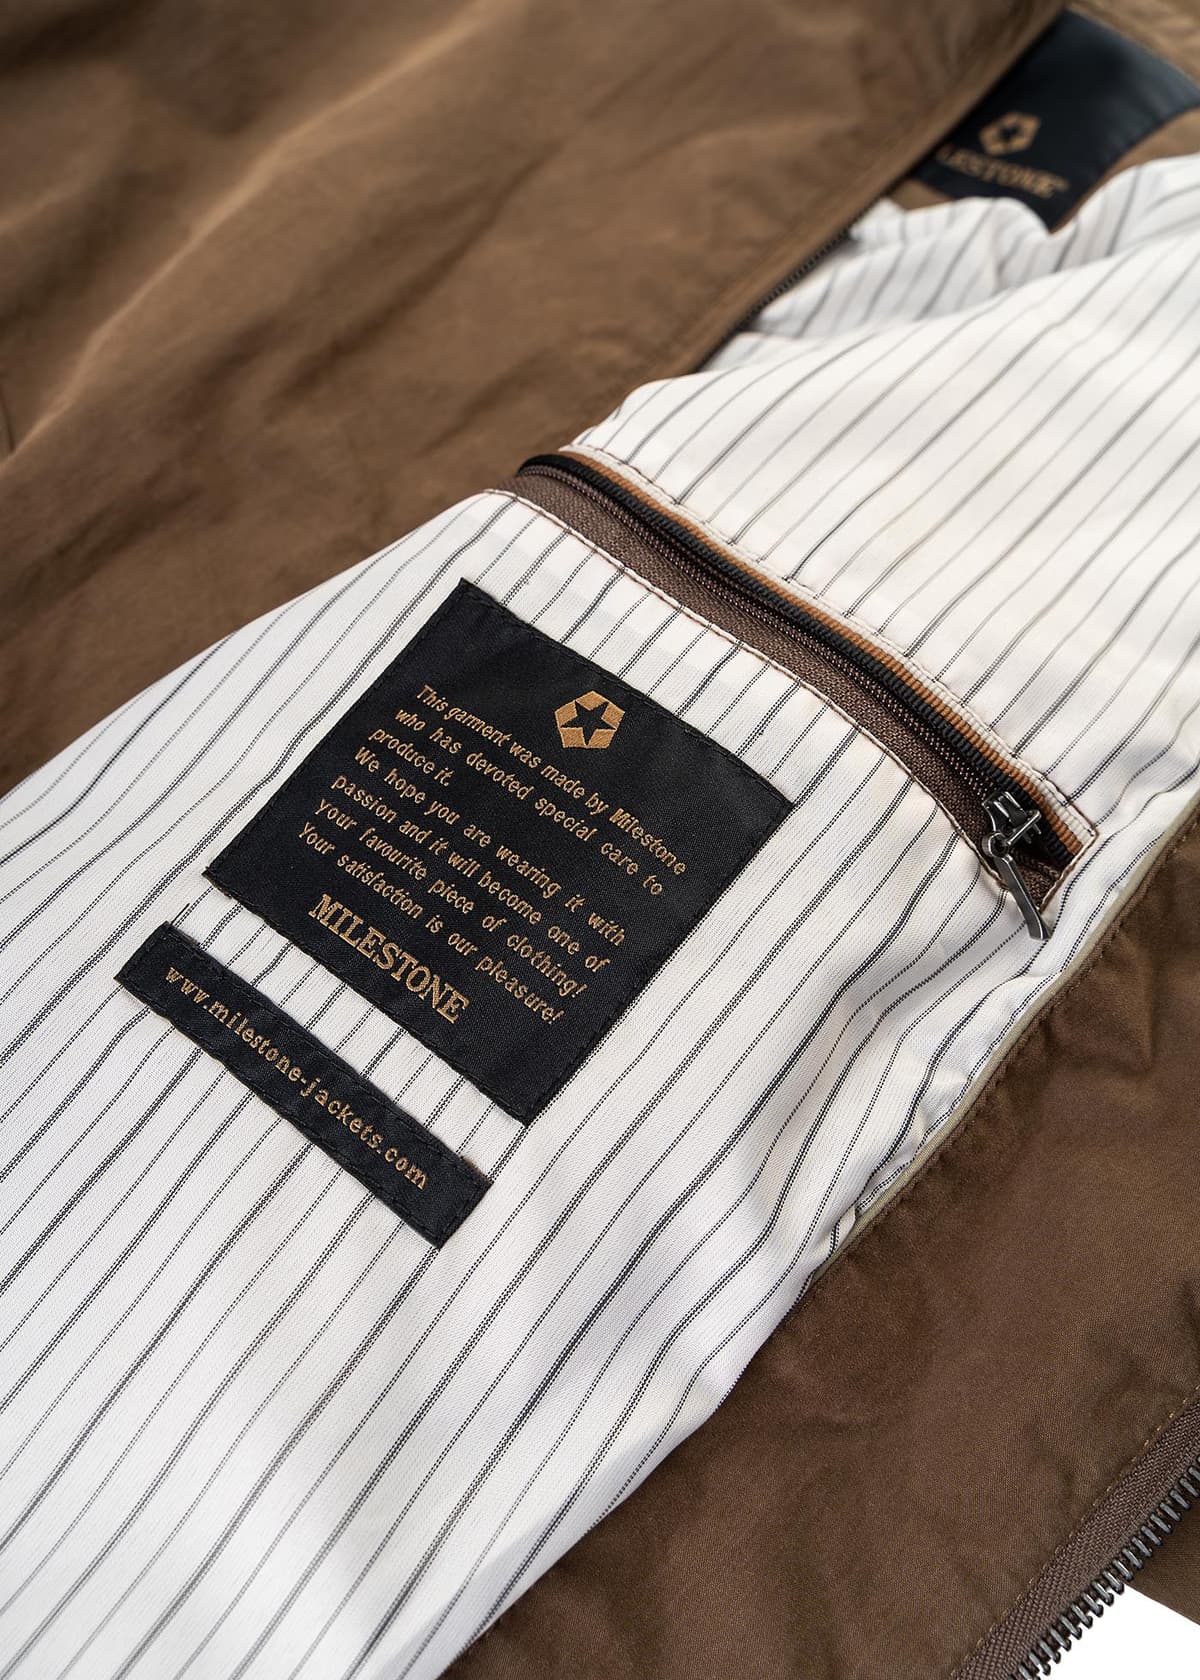 MILESTONE
This garment was made by Milestone
who has devoted special care to
produce it.
We hope you are wearing it with
passion and it will become one of
your favourite piece of clothing!
Your satisfaction is our pleasure!
MILESTONE
www.milestone-jackets.com